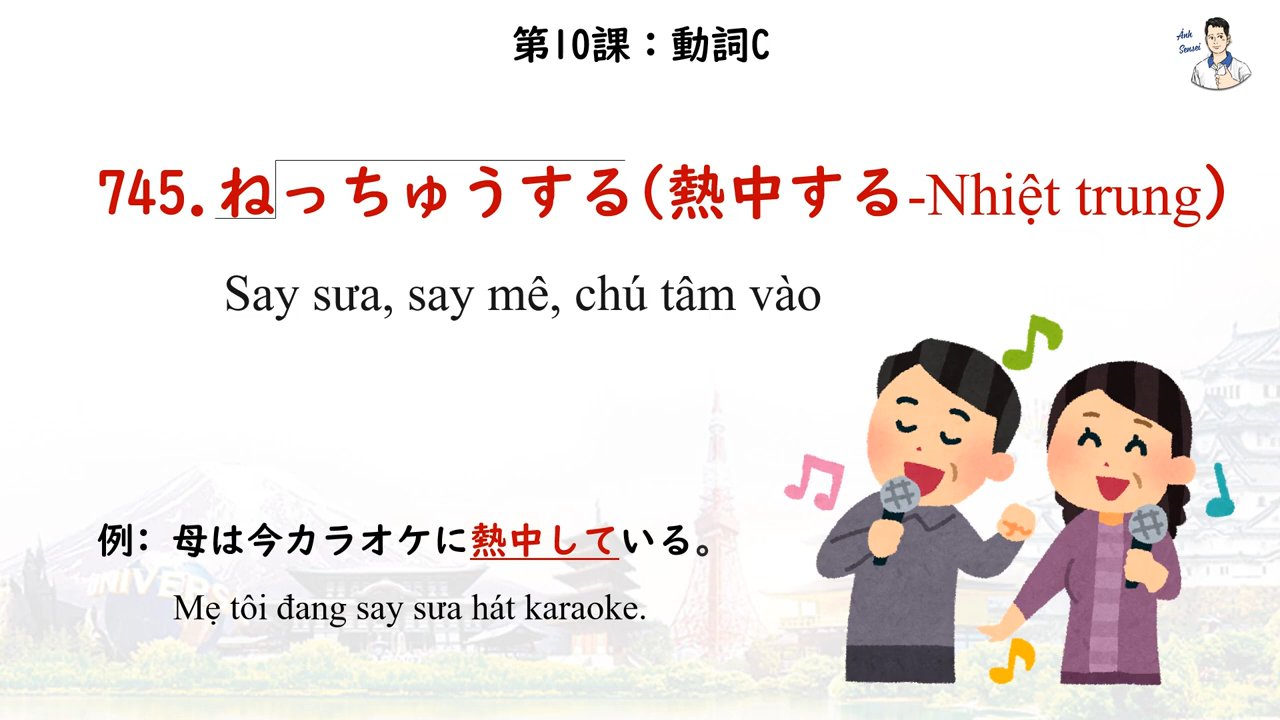 第10課：動詞C
Ánh
Sensei
745.ねっちゅうする(熱中する-Nhiệt trung)
Say sưa, say mê, chú tâm vào
例：母は今カラオケに熱中している。
Mẹ tôi đang say sưa hát karaoke.
UNIVERS